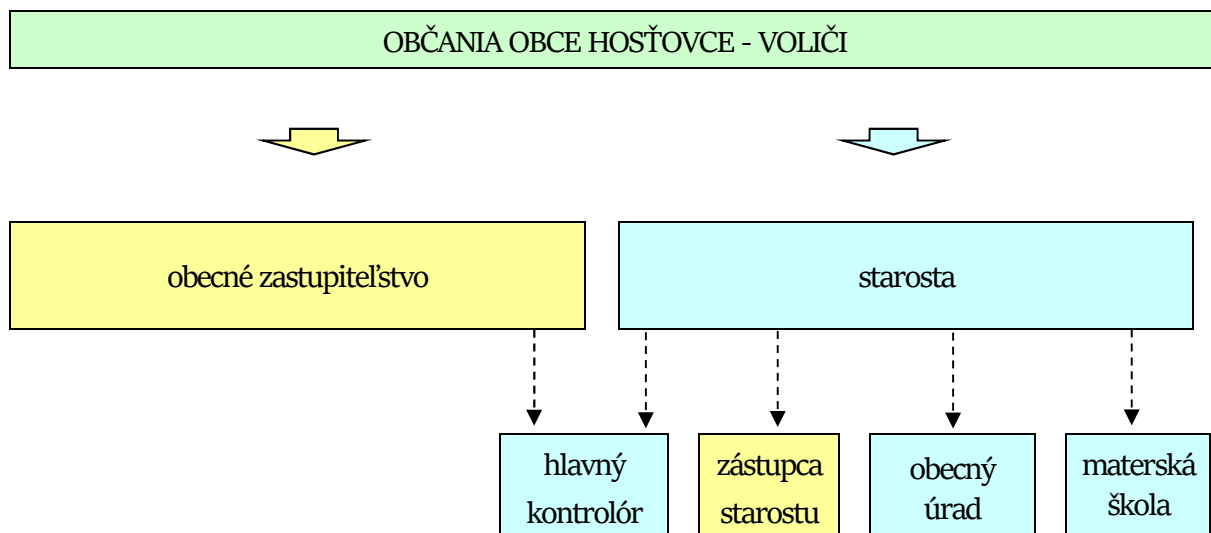 OBČANIA OBCE HOSŤOVCE - VOLIČI
obecné zastupiteľstvo
starosta
hlavný
kontrolór
zástupca
starostu
obecný
úrad
materská
škola